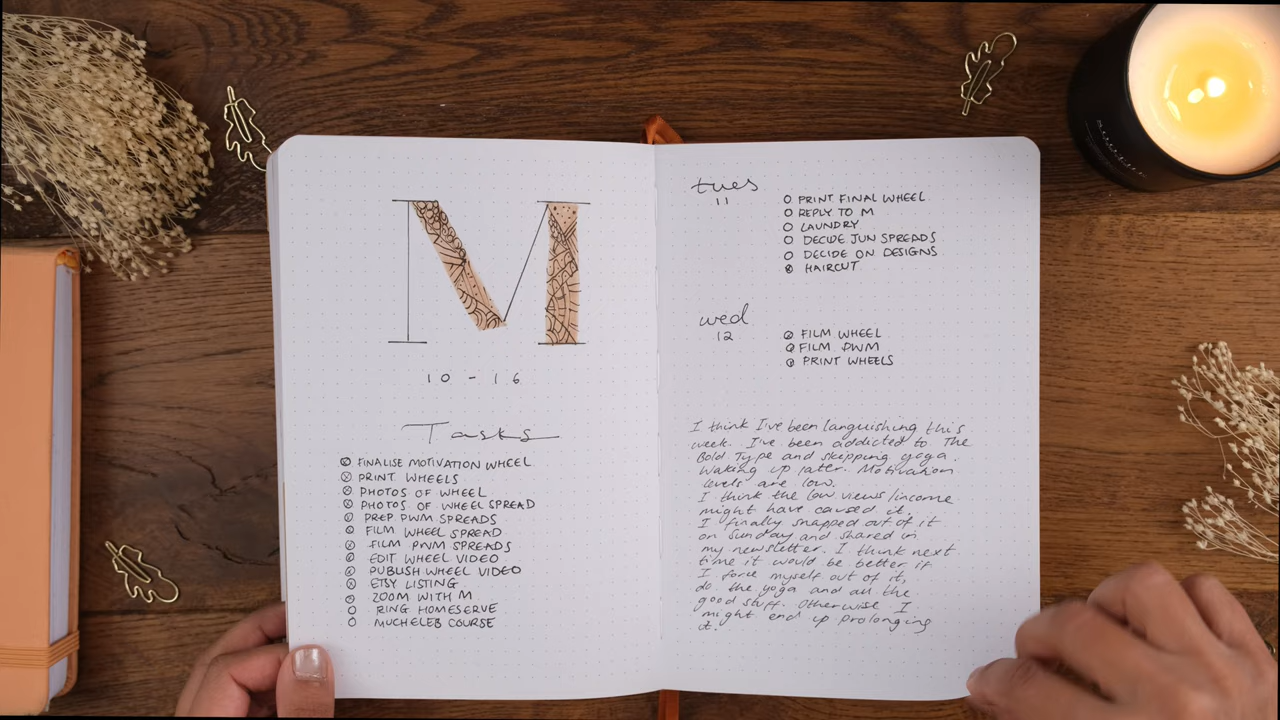 M
10 - 16
Tasks
FINALISE MOTIVATION WHEEL
PRINT WHEELS
PHOTOS OF WHEEL
PHOTOS OF WHEEL SPREAD
PREP PWM SPREADS
FILM WHEEL SPREAD
FILM PWM SPREADS
EDIT WHEEL VIDEO
PUBLISH WHEEL VIDEO
ETSY LISTING
ZOOM WITH M
RING HOMESERVE
MUCHELEB COURSE
tues
11
PRINT FINAL WHEEL
REPLY TO M
LAUNDRY
DECIDE JUN SPREADS
DECIDE ON DESIGNS
HAIRCUT
wed
12
FILM WHEEL
FILM PWM
PRINT WHEELS
I think I've been languishing this
week. I've been addicted to The
Bold Type and skipping yoga.
Waking up later. Motivation
levels are low.
I think the low views/income
might have caused it.
I finally snapped out of it
on Sunday and shared in
my newsletter. I think next
time it would be better if
I force myself out of it,
do the yoga and all the
good stuff. Otherwise I
might end up prolonging
it.